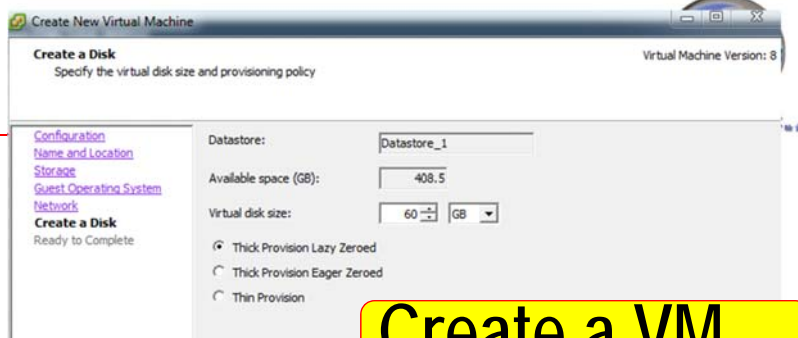 Create New Virtual Machine
Create a Disk
Specify the virtual disk size and provisioning policy
Virtual Machine Version: 8
Configuration
Name and Location
Storage
Guest Operating System
Network
Create a Disk
Ready to Complete
Datastore: Datastore_1
Available space (GB): 408.5
Virtual disk size: 60 GB
Thick Provision Lazy Zeroed
Thick Provision Eager Zeroed
Thin Provision
Create a VM